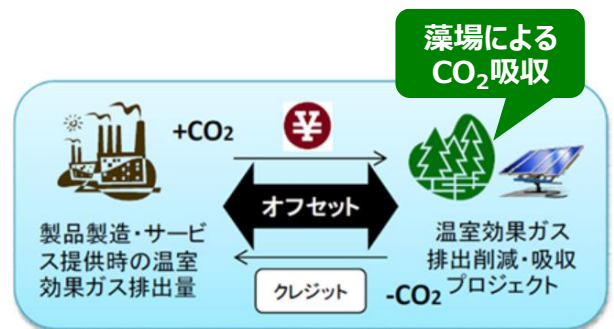 藻場による
CO₂吸収
+CO₂
¥
オフセット
製品製造・サービ
ス提供時の温室
効果ガス排出量
温室効果ガス
排出削減・吸収
プロジェクト
クレジット
-CO₂